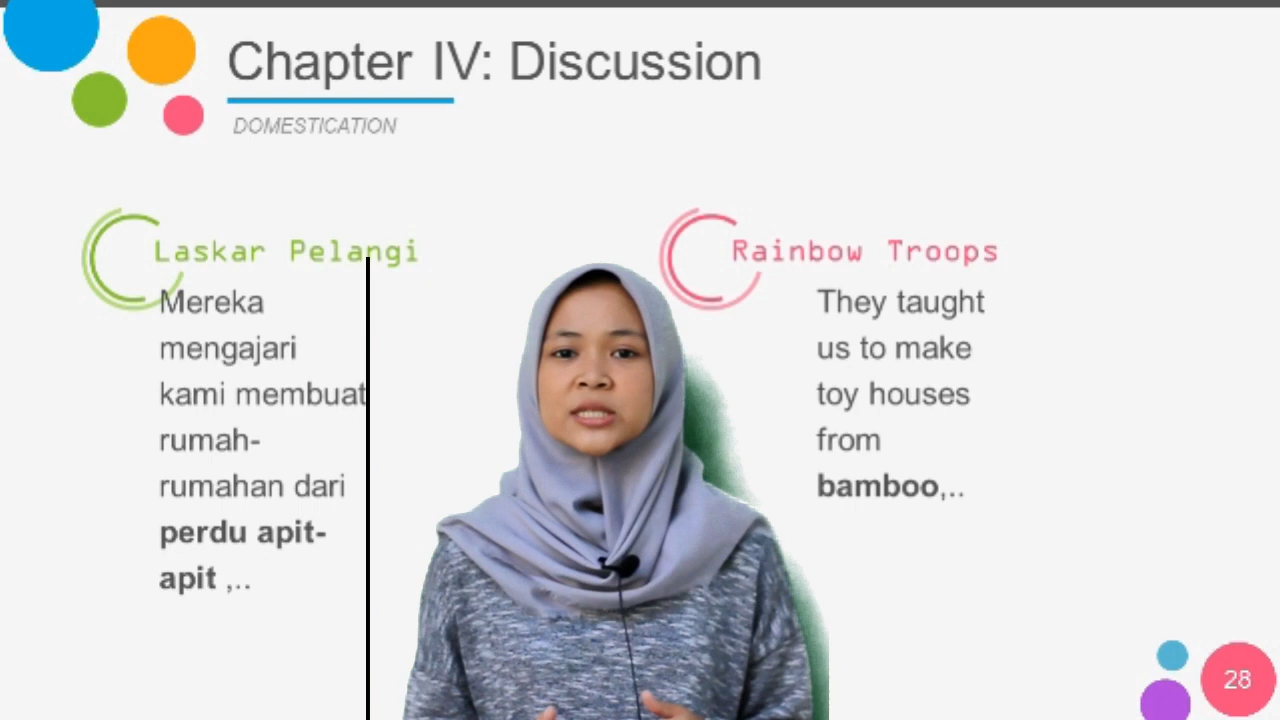 Chapter IV: Discussion
DOMESTICATION
Laskar Pelangi
Mereka
mengajari
kami membuat
rumah-
rumahan dari
perdu apit-
apit ,..
Rainbow Troops
They taught
us to make
toy houses
from
bamboo,..
28